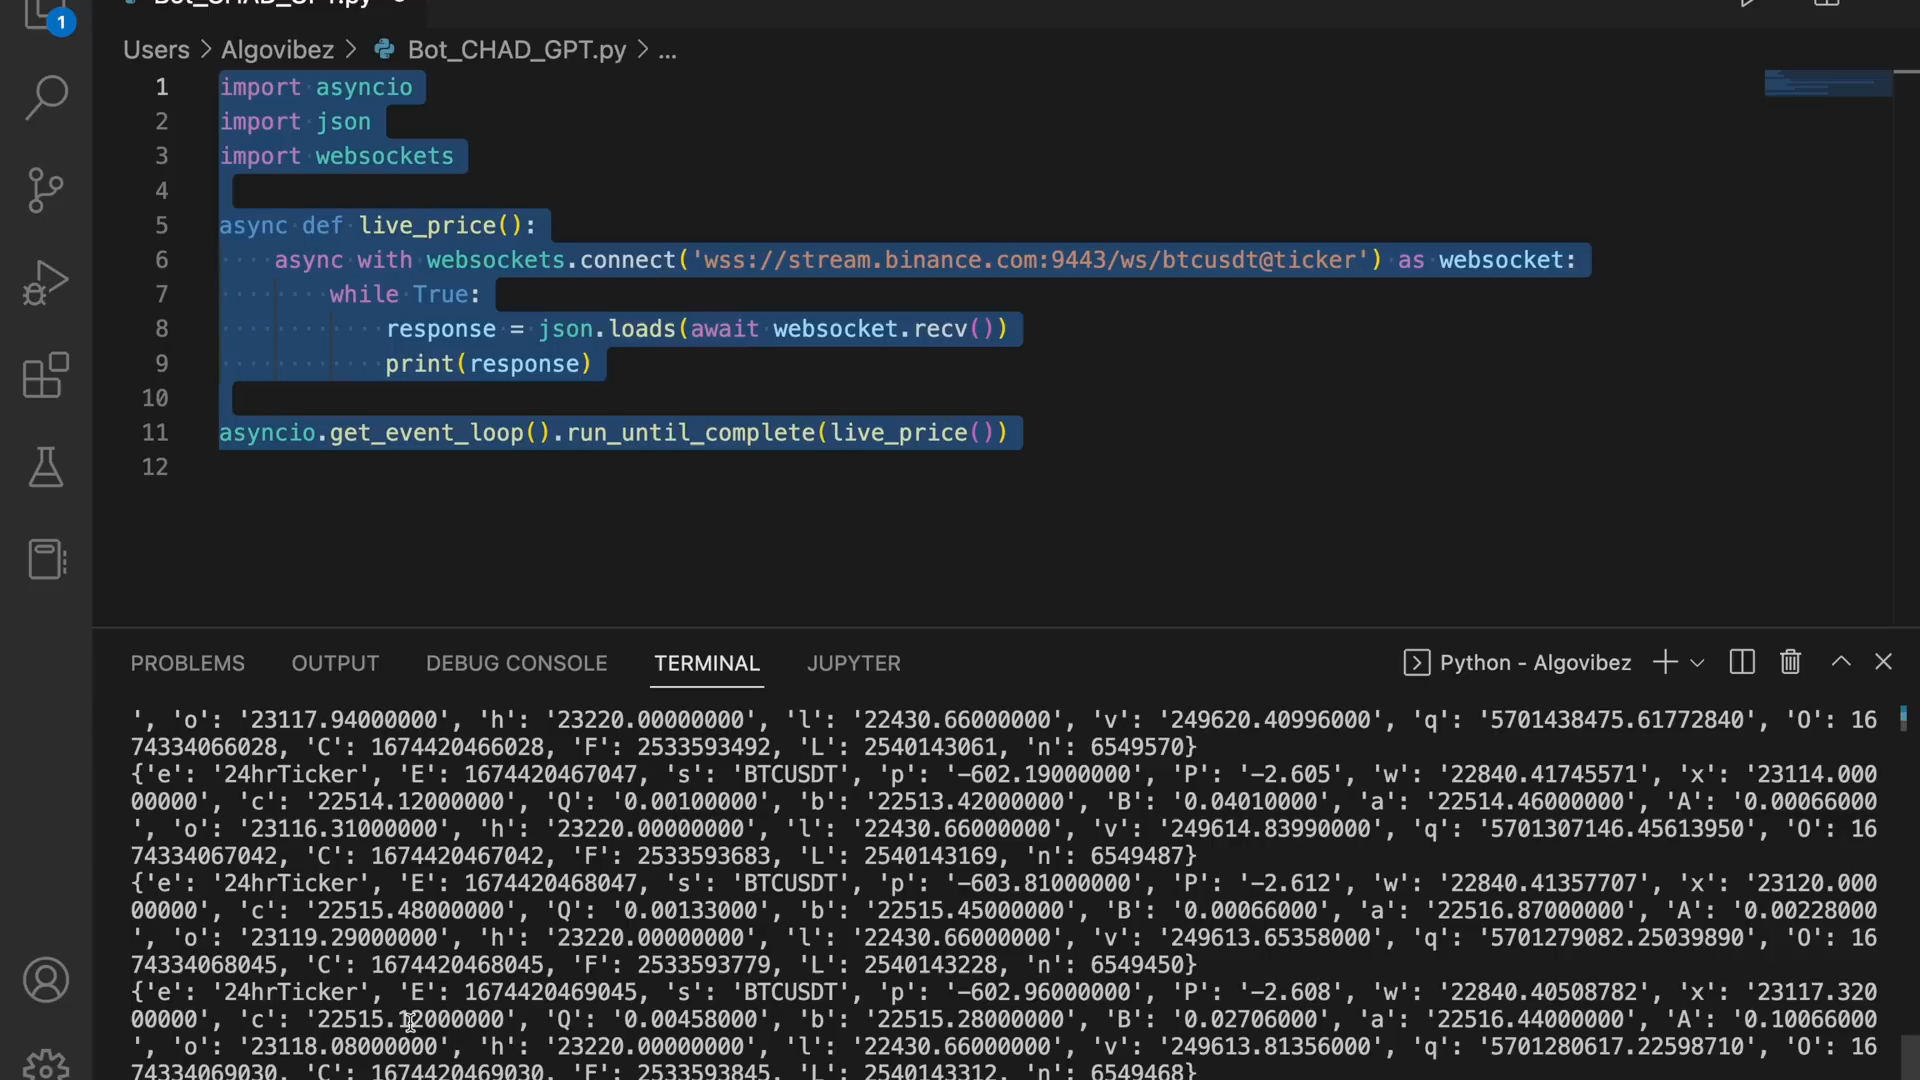 Bot_CHAD_GPT.py
1
Users > Algovibez > Bot_CHAD_GPT.py > ...
1 import asyncio
2 import json
3 import websockets
4
5 async def live_price():
6 async with websockets.connect('wss://stream.binance.com:9443/ws/btcusdt@ticker') as websocket:
7 while True:
8 response = json.loads(await websocket.recv())
9 print(response)
10
11 asyncio.get_event_loop().run_until_complete(live_price())
12
PROBLEMS OUTPUT DEBUG CONSOLE TERMINAL JUPYTER Python - Algovibez
', 'o': '23117.94000000', 'h': '23220.00000000', 'l': '22430.66000000', 'v': '249620.40996000', 'q': '5701438475.61772840', 'O': 16
74334066028, 'C': 1674420466028, 'F': 2533593492, 'L': 2540143061, 'n': 6549570}
{'e': '24hrTicker', 'E': 1674420467047, 's': 'BTCUSDT', 'p': '-602.19000000', 'P': '-2.605', 'w': '22840.41745571', 'x': '23114.000
00000', 'c': '22514.12000000', 'Q': '0.00100000', 'b': '22513.42000000', 'B': '0.04010000', 'a': '22514.46000000', 'A': '0.00066000
', 'o': '23116.31000000', 'h': '23220.00000000', 'l': '22430.66000000', 'v': '249614.83990000', 'q': '5701307146.45613950', 'O': 16
74334067042, 'C': 1674420467042, 'F': 2533593683, 'L': 2540143169, 'n': 6549487}
{'e': '24hrTicker', 'E': 1674420468047, 's': 'BTCUSDT', 'p': '-603.81000000', 'P': '-2.612', 'w': '22840.41357707', 'x': '23120.000
00000', 'c': '22515.48000000', 'Q': '0.00133000', 'b': '22515.45000000', 'B': '0.00066000', 'a': '22516.87000000', 'A': '0.00228000
', 'o': '23119.29000000', 'h': '23220.00000000', 'l': '22430.66000000', 'v': '249613.65358000', 'q': '5701279082.25039890', 'O': 16
74334068045, 'C': 1674420468045, 'F': 2533593779, 'L': 2540143228, 'n': 6549450}
{'e': '24hrTicker', 'E': 1674420469045, 's': 'BTCUSDT', 'p': '-602.96000000', 'P': '-2.608', 'w': '22840.40508782', 'x': '23117.320
00000', 'c': '22515.12000000', 'Q': '0.00458000', 'b': '22515.28000000', 'B': '0.02706000', 'a': '22516.44000000', 'A': '0.10066000
', 'o': '23118.08000000', 'h': '23220.00000000', 'l': '22430.66000000', 'v': '249613.81356000', 'q': '5701280617.22598710', 'O': 16
74334069030, 'C': 1674420469030, 'F': 2533593845, 'L': 2540143312, 'n': 6549468}